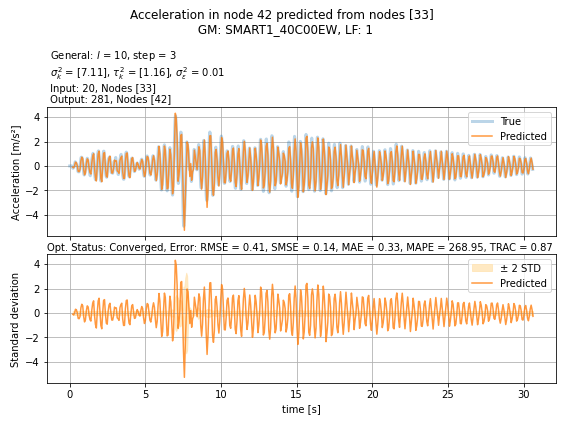 Acceleration in node 42 predicted from nodes [33]
GM: SMART1_40C00EW, LF: 1
General: l = 10, step = 3
σ²ₖ = [7.11], τ²ₖ = [1.16], σ²ε = 0.01
Input: 20, Nodes [33]
Output: 281, Nodes [42]
Acceleration [m/s²]
4
2
0
−2
−4
True
Predicted
Opt. Status: Converged, Error: RMSE = 0.41, SMSE = 0.14, MAE = 0.33, MAPE = 268.95, TRAC = 0.87
Standard deviation
4
2
0
−2
−4
± 2 STD
Predicted
0 5 10 15 20 25 30
time [s]